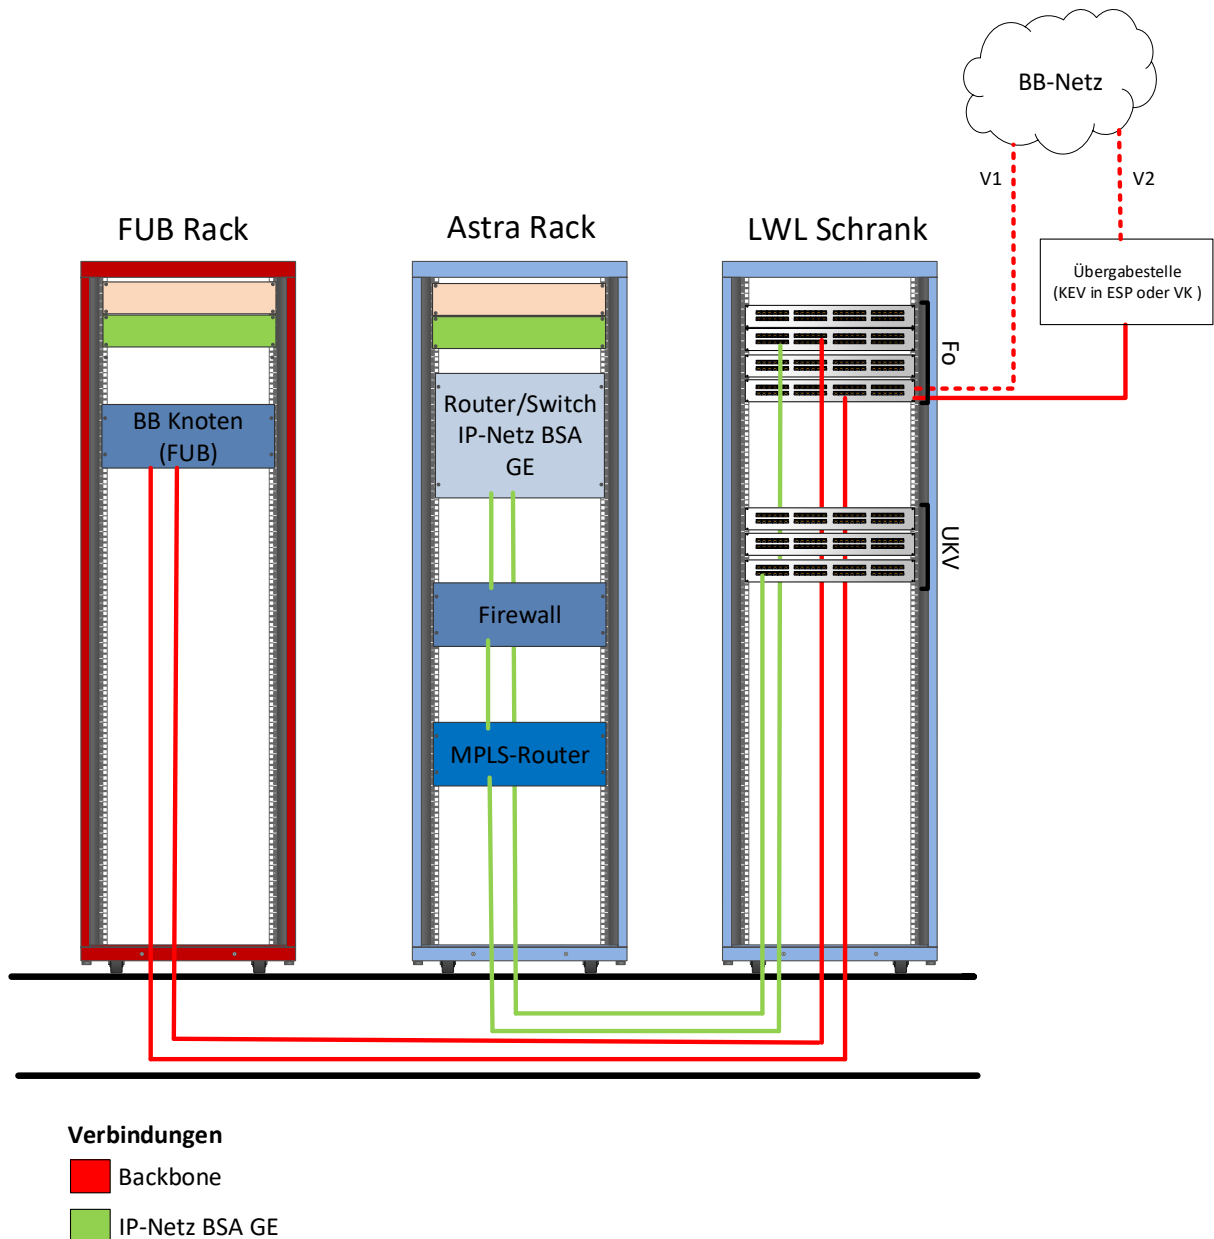 BB-Netz
V1
V2
FUB Rack
Astra Rack
LWL Schrank
Übergabestelle
(KEV in ESP oder VK )
Fo
Router/Switch
IP-Netz BSA
GE
BB Knoten
(FUB)
UKV
Firewall
MPLS-Router
Verbindungen
Backbone
IP-Netz BSA GE